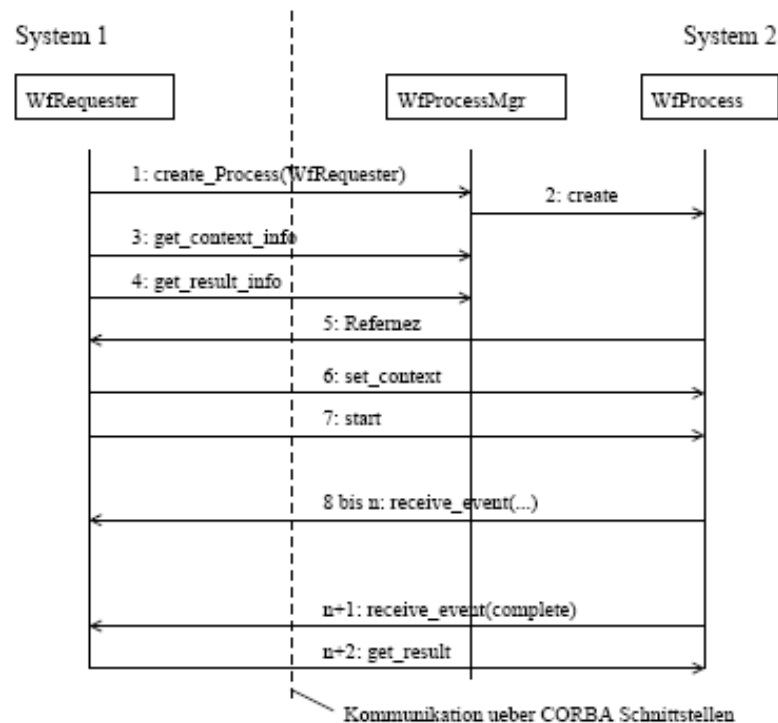 System 1
System 2
WfRequester
WfProcessMgr
WfProcess
1: create_Process(WfRequester)
2: create
3: get_context_info
4: get_result_info
5: Refernez
6: set_context
7: start
8 bis n: receive_event(...)
n+1: receive_event(complete)
n+2: get_result
Kommunikation ueber CORBA Schnittstellen